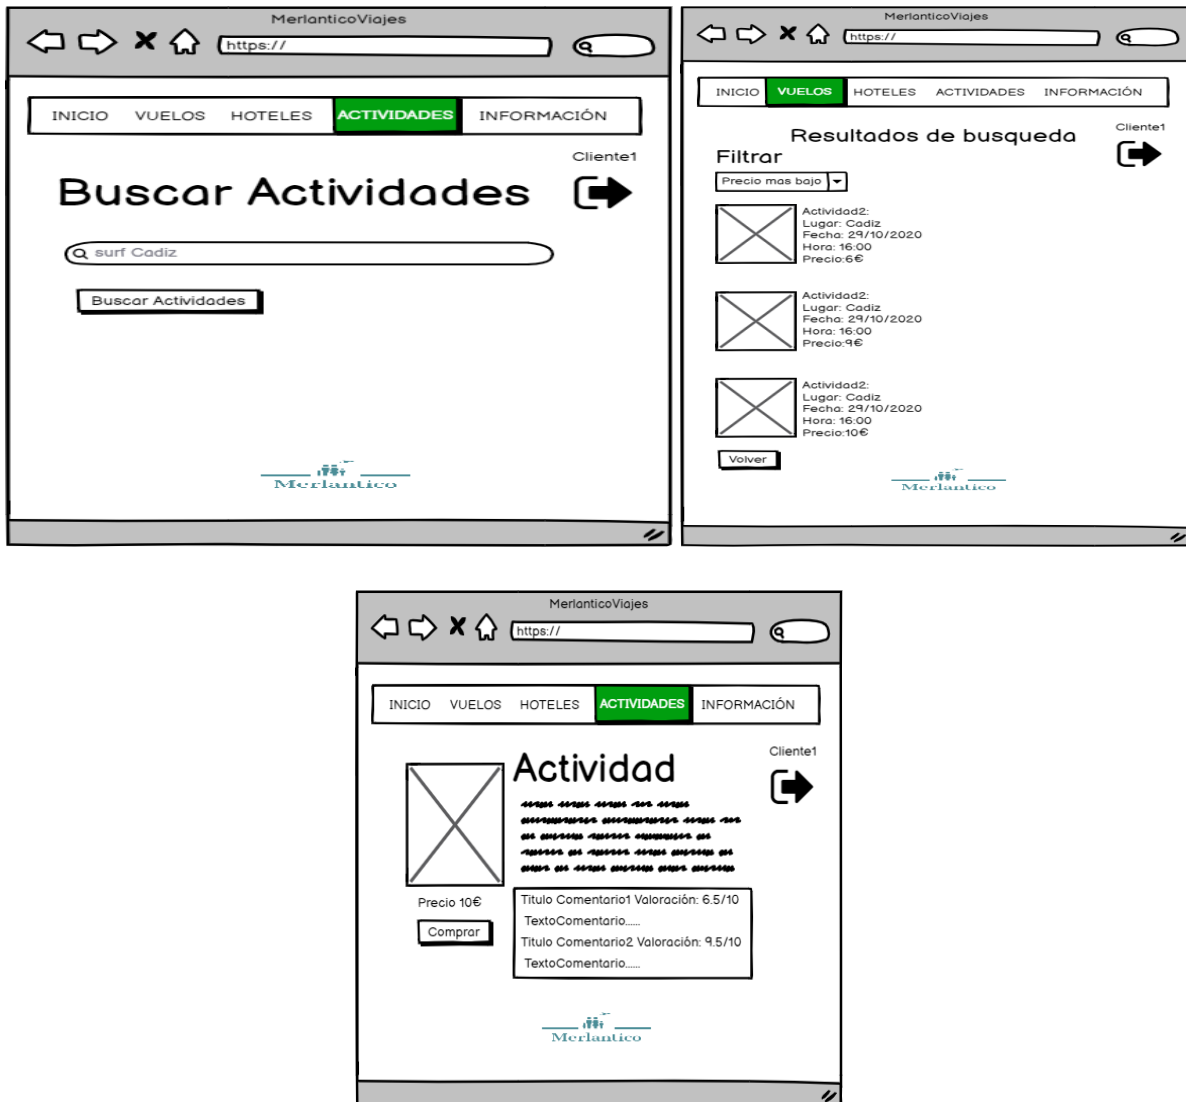 MerlanticoViajes
https://
INICIO VUELOS HOTELES ACTIVIDADES INFORMACIÓN
Cliente1
Buscar Actividades
surf Cadiz
Buscar Actividades
Merlantico
MerlanticoViajes
https://
INICIO VUELOS HOTELES ACTIVIDADES INFORMACIÓN
Resultados de busqueda
Cliente1
Filtrar
Precio mas bajo
Actividad2:
Lugar: Cadiz
Fecha: 29/10/2020
Hora: 16:00
Precio:6€
Actividad2:
Lugar: Cadiz
Fecha: 29/10/2020
Hora: 16:00
Precio:9€
Actividad2:
Lugar: Cadiz
Fecha: 29/10/2020
Hora: 16:00
Precio:10€
Volver
Merlantico
MerlanticoViajes
https://
INICIO VUELOS HOTELES ACTIVIDADES INFORMACIÓN
Cliente1
Actividad
Precio 10€
Comprar
Titulo Comentario1 Valoración: 6.5/10
TextoComentario......
Titulo Comentario2 Valoración: 9.5/10
TextoComentario......
Merlantico